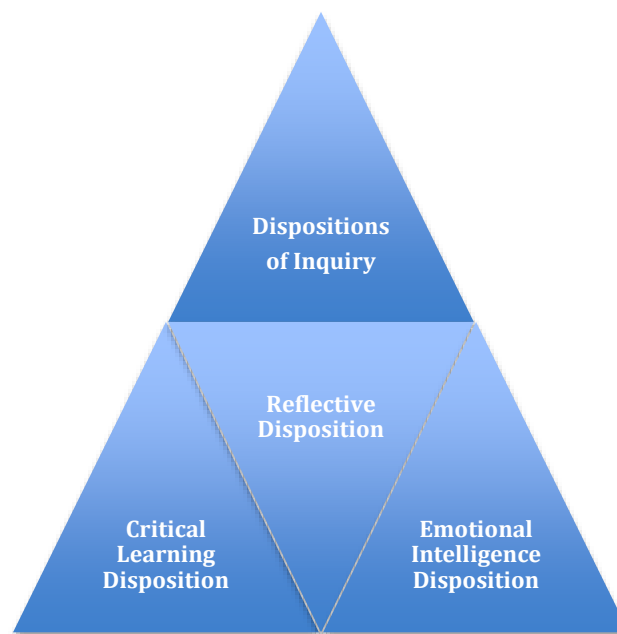 Dispositions
of Inquiry
Reflective
Disposition
Critical
Learning
Disposition
Emotional
Intelligence
Disposition